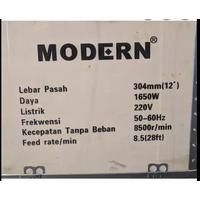 MODERN®
Lebar Pasah 304mm(12")
Daya 1650W
Listrik 220V
Frekwensi 50-60Hz
Kecepatan Tanpa Beban 8500r/min
Feed rate/min 8.5(28ft)